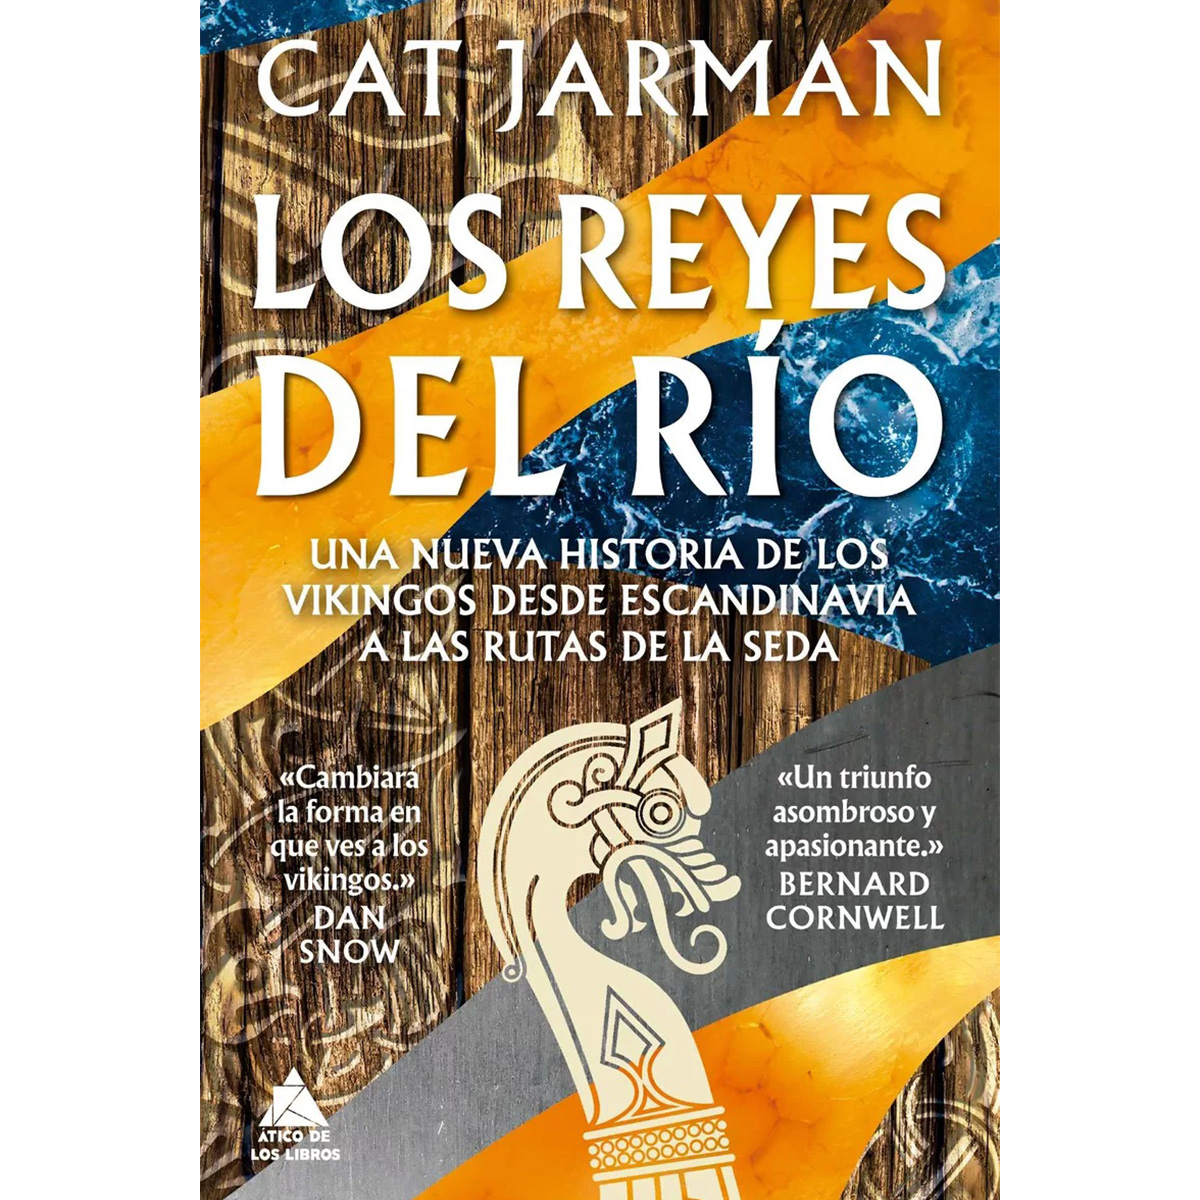 CAT JARMAN
LOS REYES
DEL RÍO
UNA NUEVA HISTORIA DE LOS
VIKINGOS DESDE ESCANDINAVIA
A LAS RUTAS DE LA SEDA
«Cambiará
la forma en
que ves a los
vikingos.»
DAN
SNOW
«Un triunfo
asombroso y
apasionante.»
BERNARD
CORNWELL
ÁTICO DE
LOS LIBROS